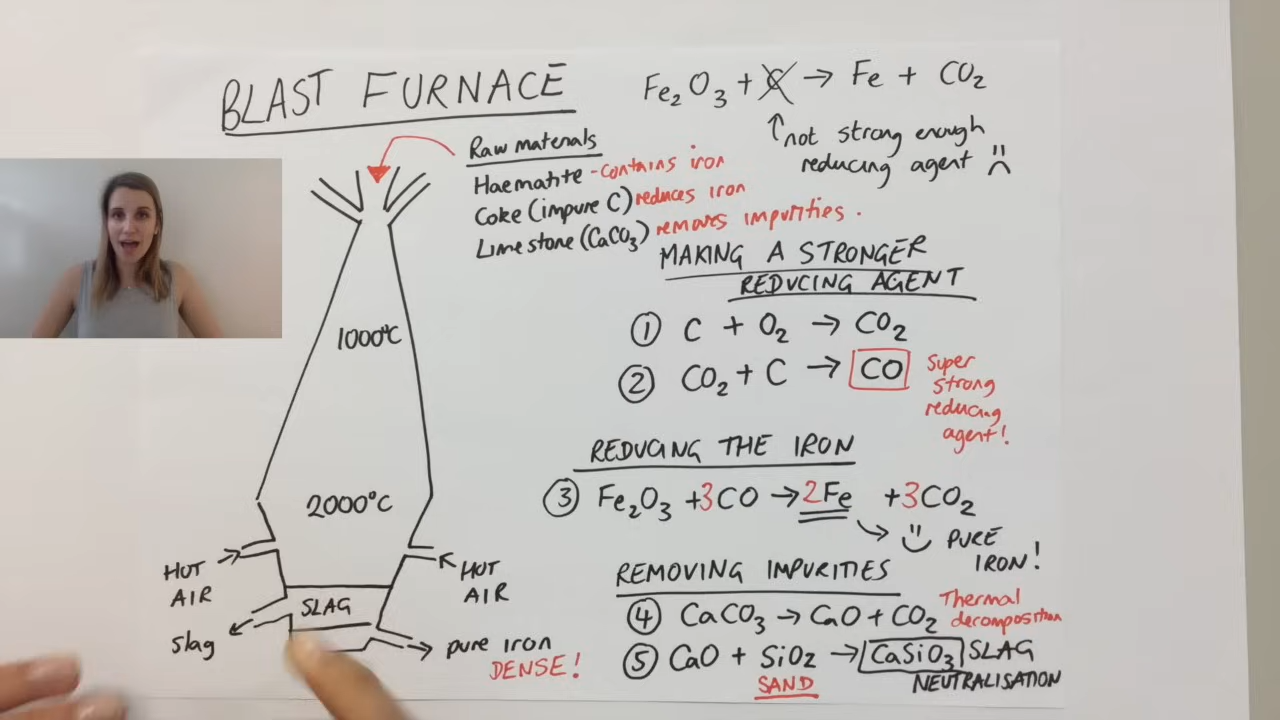 BLAST FURNACE
Raw materials
Haematite - contains iron
Coke (impure C) reduces iron
Limestone (CaCO₃) removes impurities.
1000°C
2000°C
HOT AIR
HOT AIR
SLAG
slag
pure iron
DENSE!
Fe₂O₃ + C → Fe + CO₂
↑ not strong enough
reducing agent
MAKING A STRONGER
REDUCING AGENT
① C + O₂ → CO₂
② CO₂ + C → CO
Super
strong
reducing
agent!
REDUCING THE IRON
③ Fe₂O₃ + 3CO → 2Fe + 3CO₂
PURE
IRON!
REMOVING IMPURITIES
④ CaCO₃ → CaO + CO₂
Thermal
decomposition
⑤ CaO + SiO₂ → CaSiO₃ SLAG
SAND
NEUTRALISATION